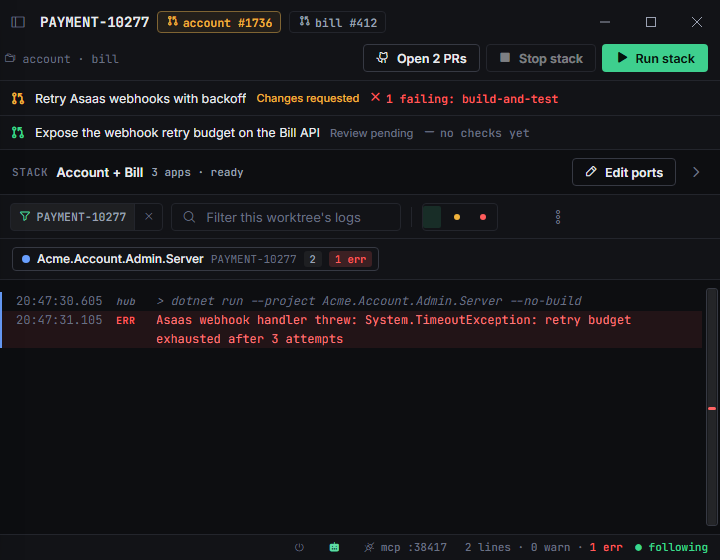 PAYMENT-10277 account #1736 bill #412
account · bill Open 2 PRs Stop stack Run stack
Retry Asaas webhooks with backoff Changes requested 1 failing: build-and-test
Expose the webhook retry budget on the Bill API Review pending — no checks yet
STACK Account + Bill 3 apps · ready Edit ports
PAYMENT-10277 Filter this worktree's logs
Acme.Account.Admin.Server PAYMENT-10277 2 1 err
20:47:30.605 hub > dotnet run --project Acme.Account.Admin.Server --no-build
20:47:31.105 ERR Asaas webhook handler threw: System.TimeoutException: retry budget
exhausted after 3 attempts
mcp :38417 2 lines · 0 warn · 1 err following